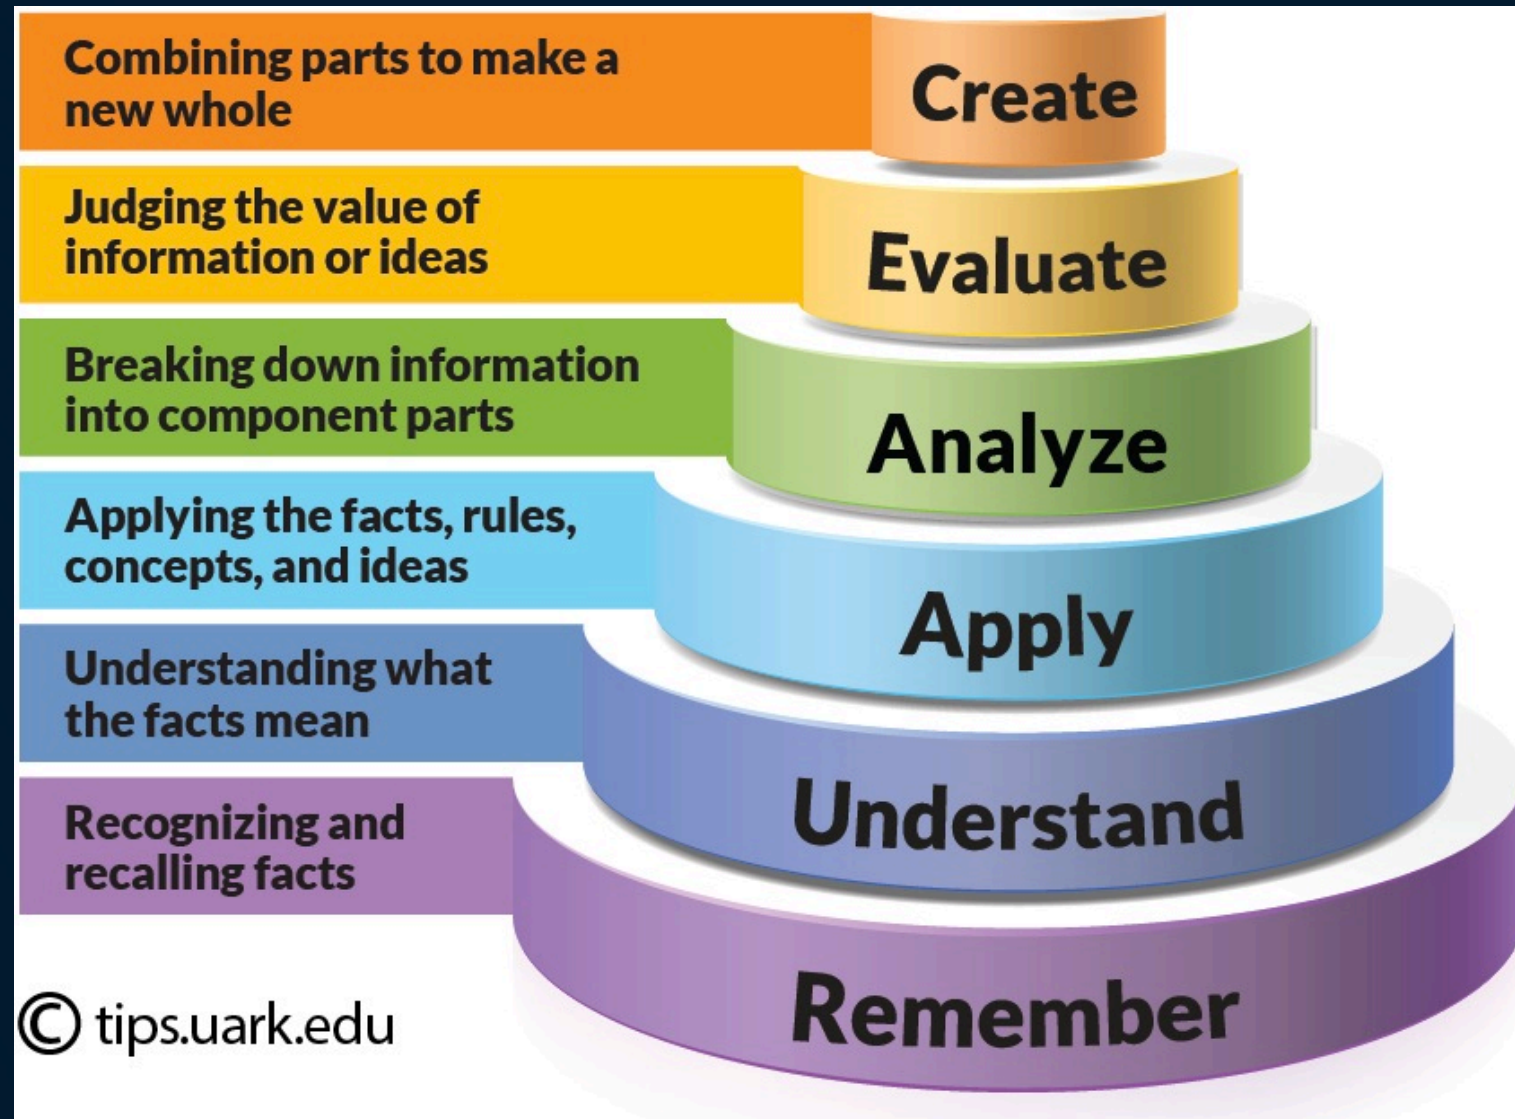 Combining parts to make a
new whole
Create
Judging the value of
information or ideas
Evaluate
Breaking down information
into component parts
Analyze
Applying the facts, rules,
concepts, and ideas
Apply
Understanding what
the facts mean
Understand
Recognizing and
recalling facts
Remember
© tips.uark.edu